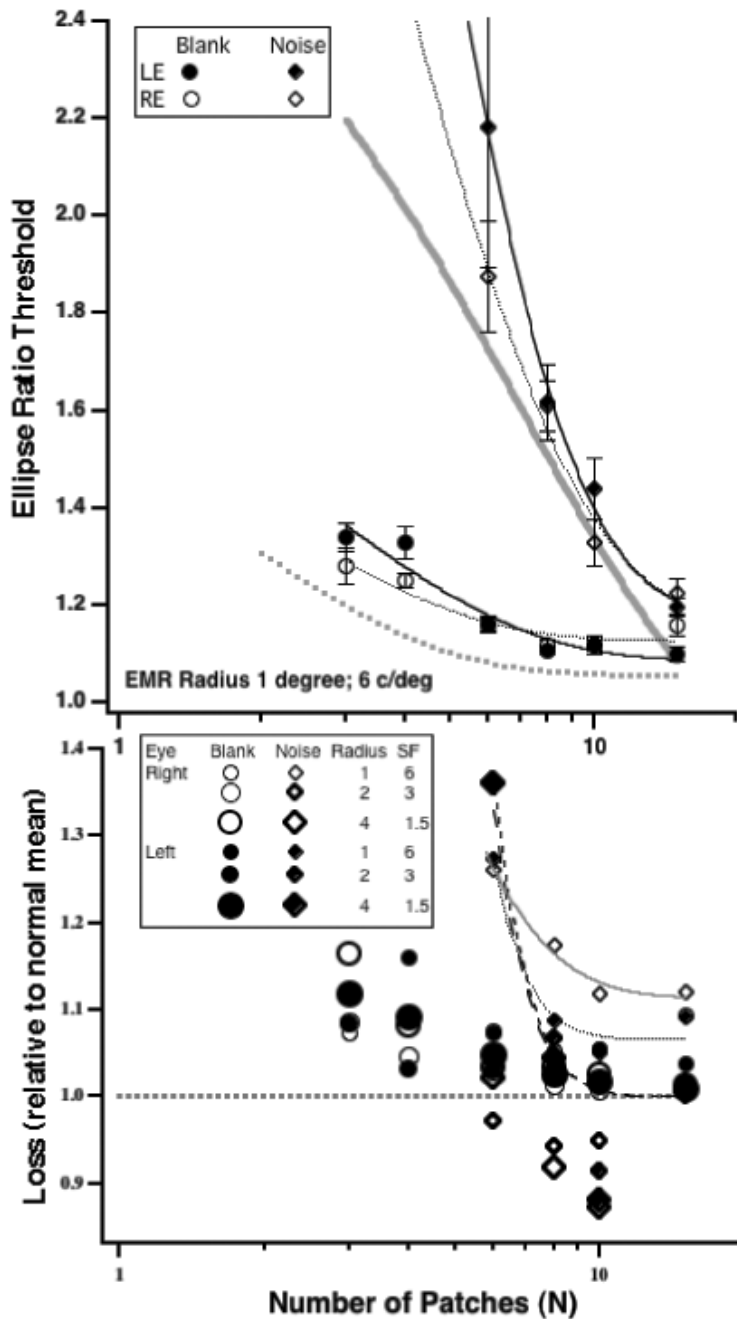 2.4
Blank Noise
LE
RE
2.2
2.0
1.8
1.6
1.4
1.2
1.0
Ellipse Ratio Threshold
EMR Radius 1 degree; 6 c/deg
1 10
1.4
Eye Blank Noise Radius SF
Right 1 6
2 3
4 1.5
Left 1 6
2 3
4 1.5
1.3
1.2
1.1
1.0
0.9
Loss (relative to normal mean)
1 10
Number of Patches (N)